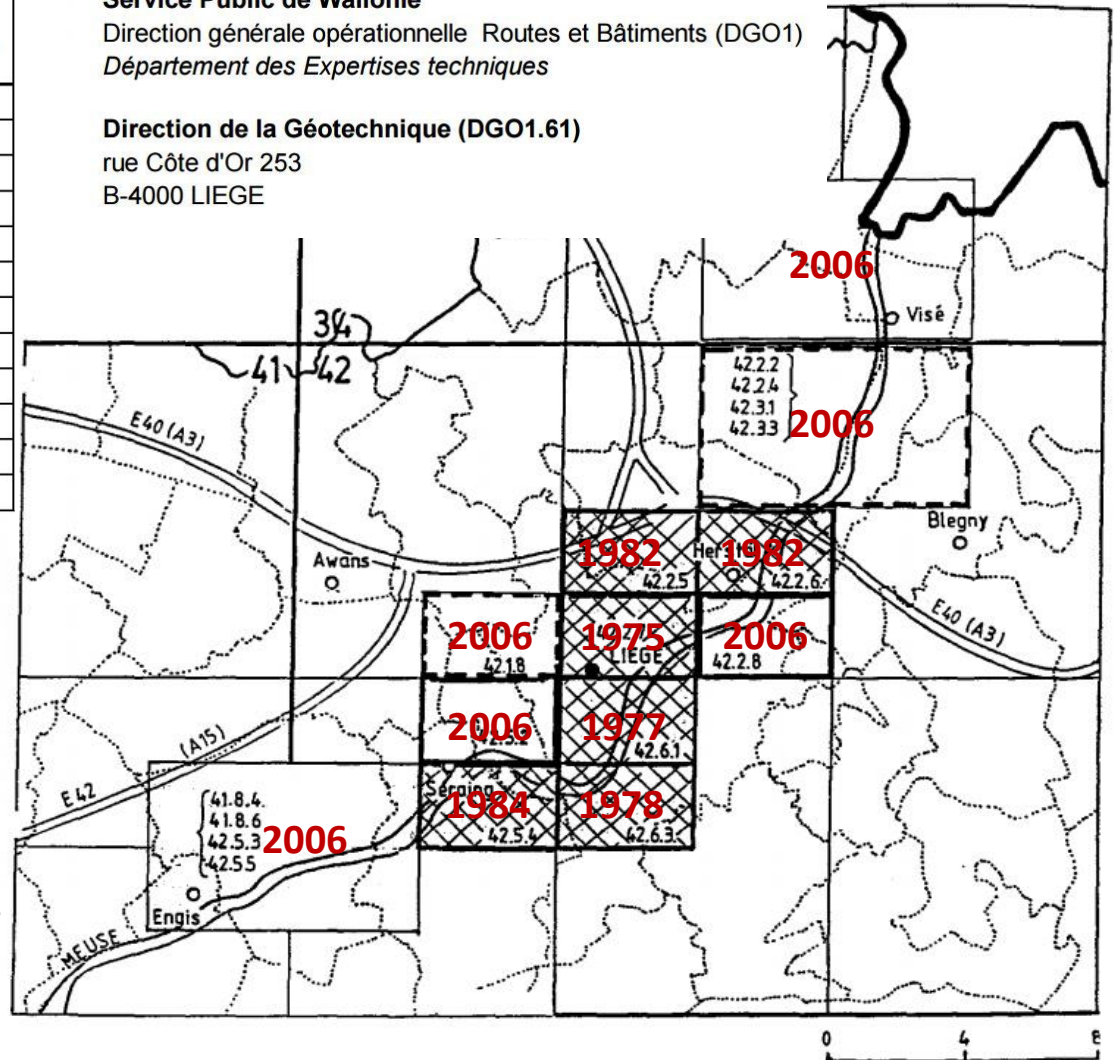 Service Public de Wallonie
Direction générale opérationnelle Routes et Bâtiments (DGO1)
Département des Expertises techniques
Direction de la Géotechnique (DGO1.61)
rue Côte d'Or 253
B-4000 LIEGE
2006
Visé
34
41 42
42.2.2
42.2.4
42.3.1
42.3.3
2006
E40 (A3)
Blegny
Awans
1982
42.2.5
1982
42.2.6
E40 (A3)
2006
42.1.8
1975
LIEGE
2006
42.2.8
2006
42.5.2
1977
42.6.1
(A15)
E42
Seraing
1984
42.5.4
1978
42.6.3
41.8.4.
41.8.6
42.5.3
42.5.5
2006
Engis
MEUSE
0 4 8